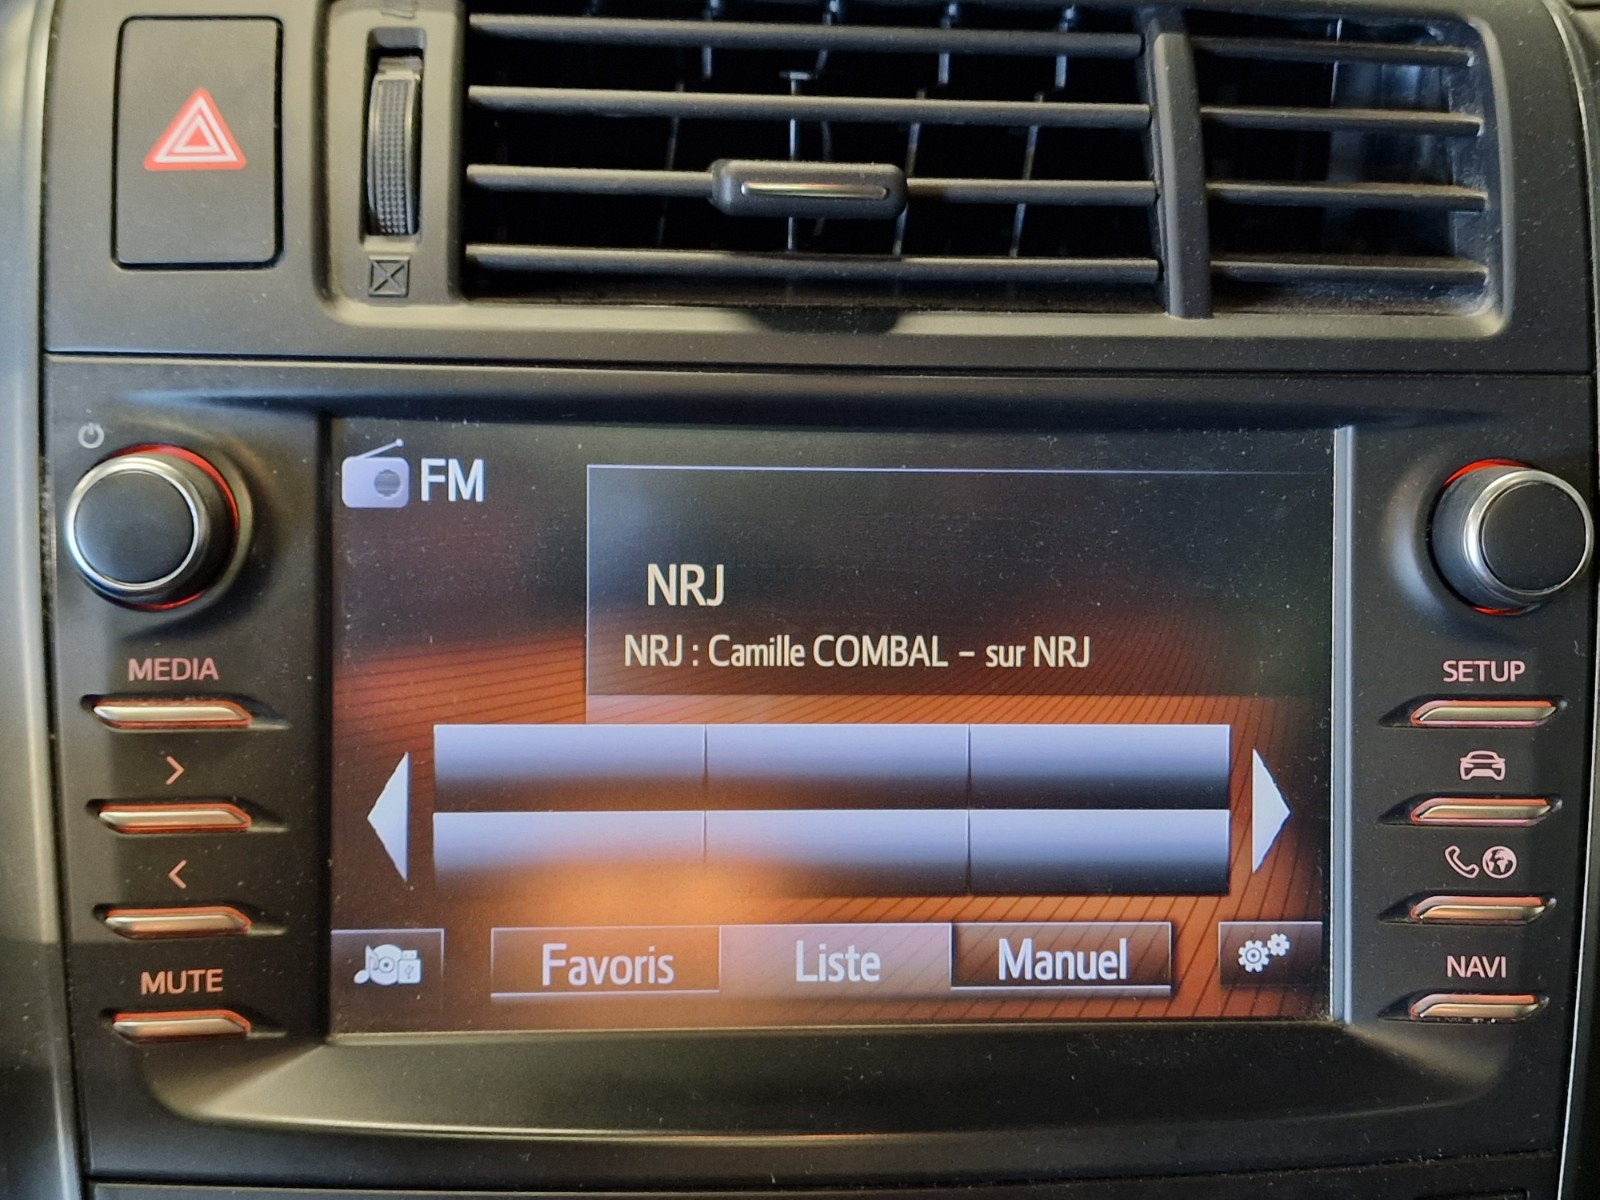 FM
NRJ
NRJ : Camille COMBAL – sur NRJ
MEDIA
>
<
MUTE
SETUP
NAVI
Favoris
Liste
Manuel